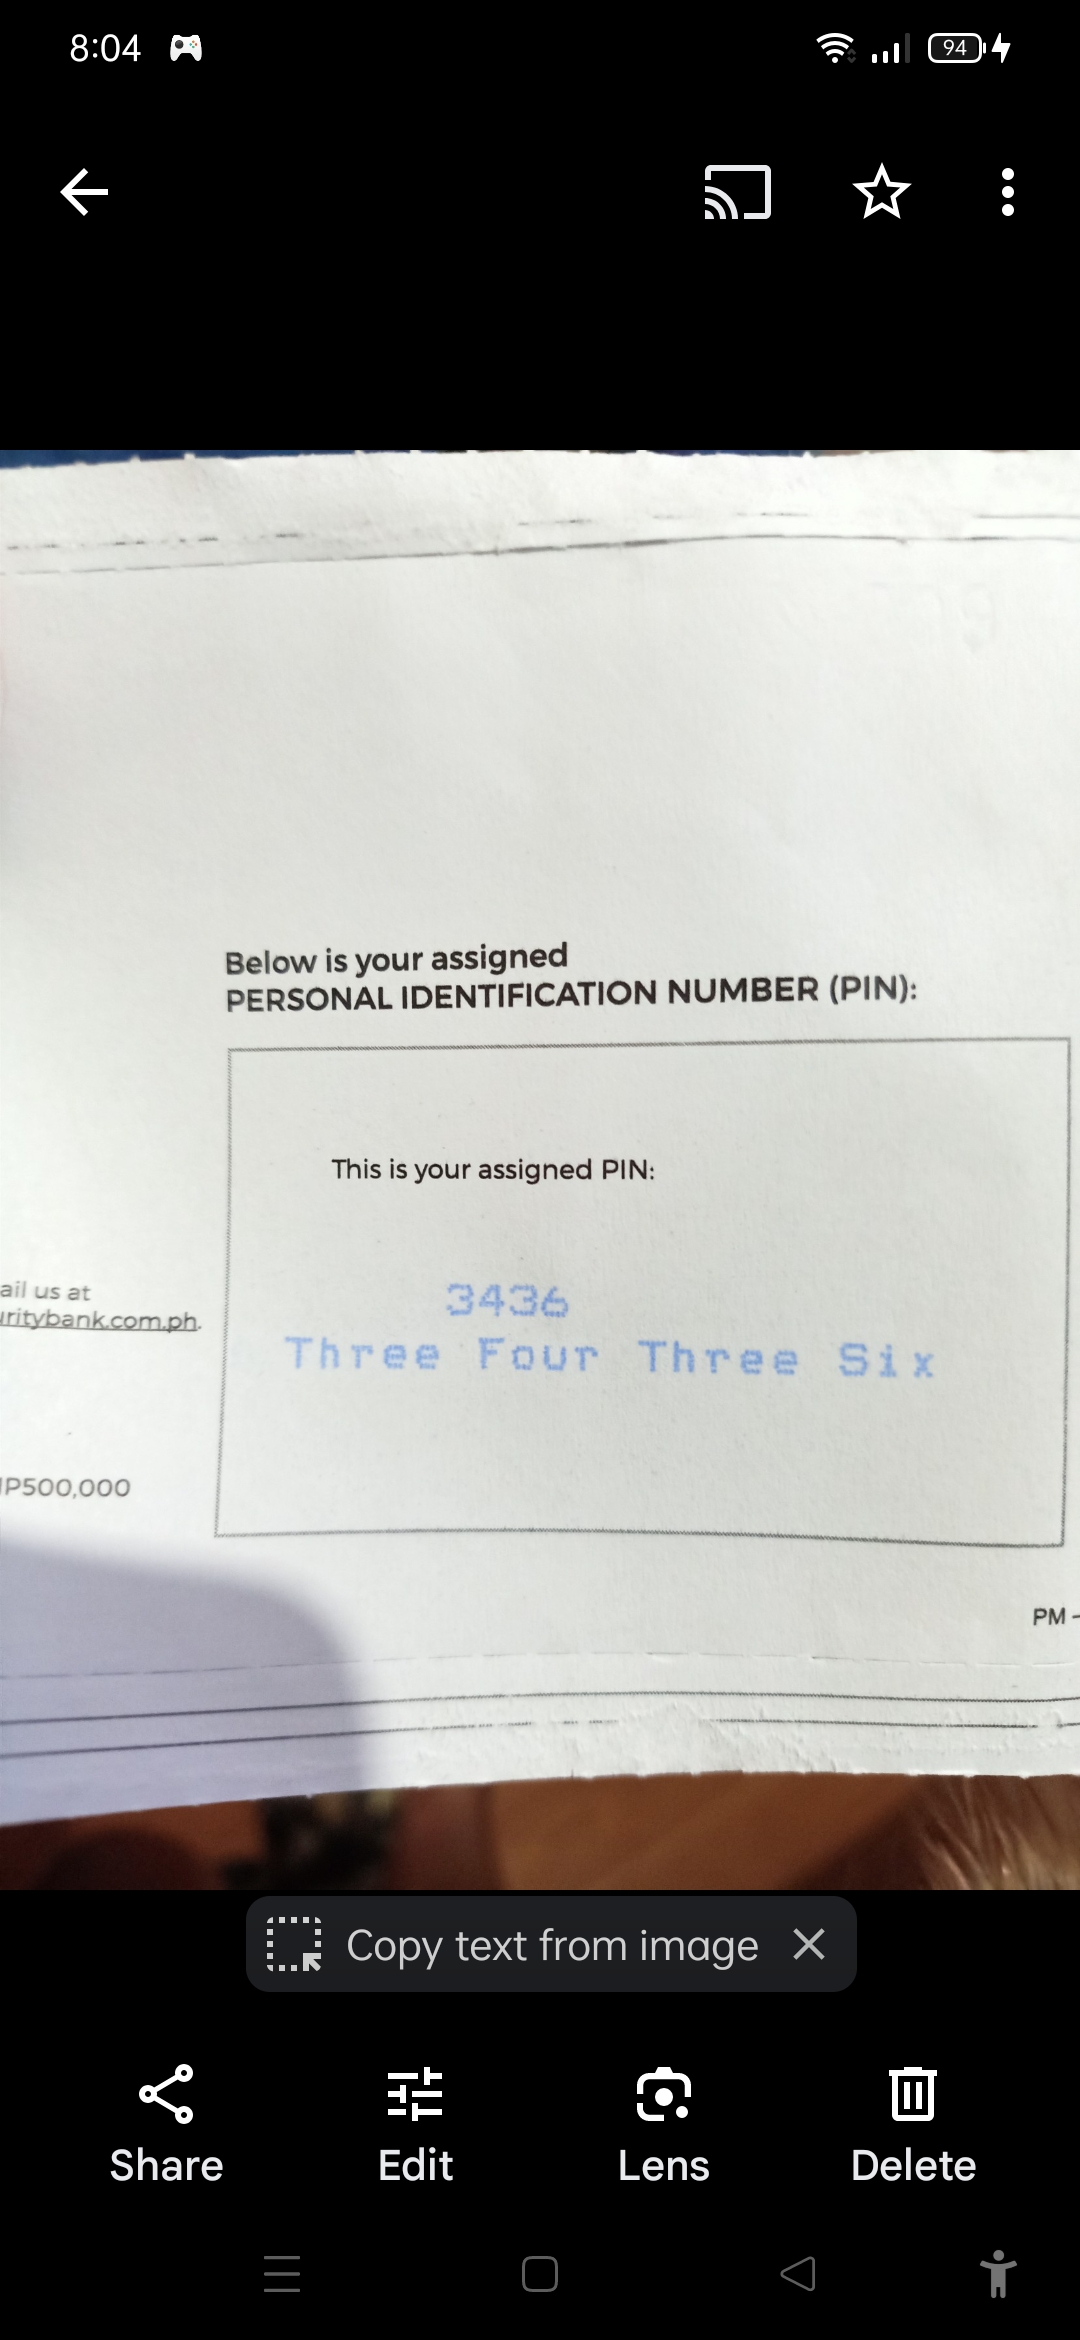 8:04
94
Below is your assigned
PERSONAL IDENTIFICATION NUMBER (PIN):
This is your assigned PIN:
3436
Three Four Three Six
ail us at
uritybank.com.ph.
P500,000
PM -
Copy text from image
Share
Edit
Lens
Delete